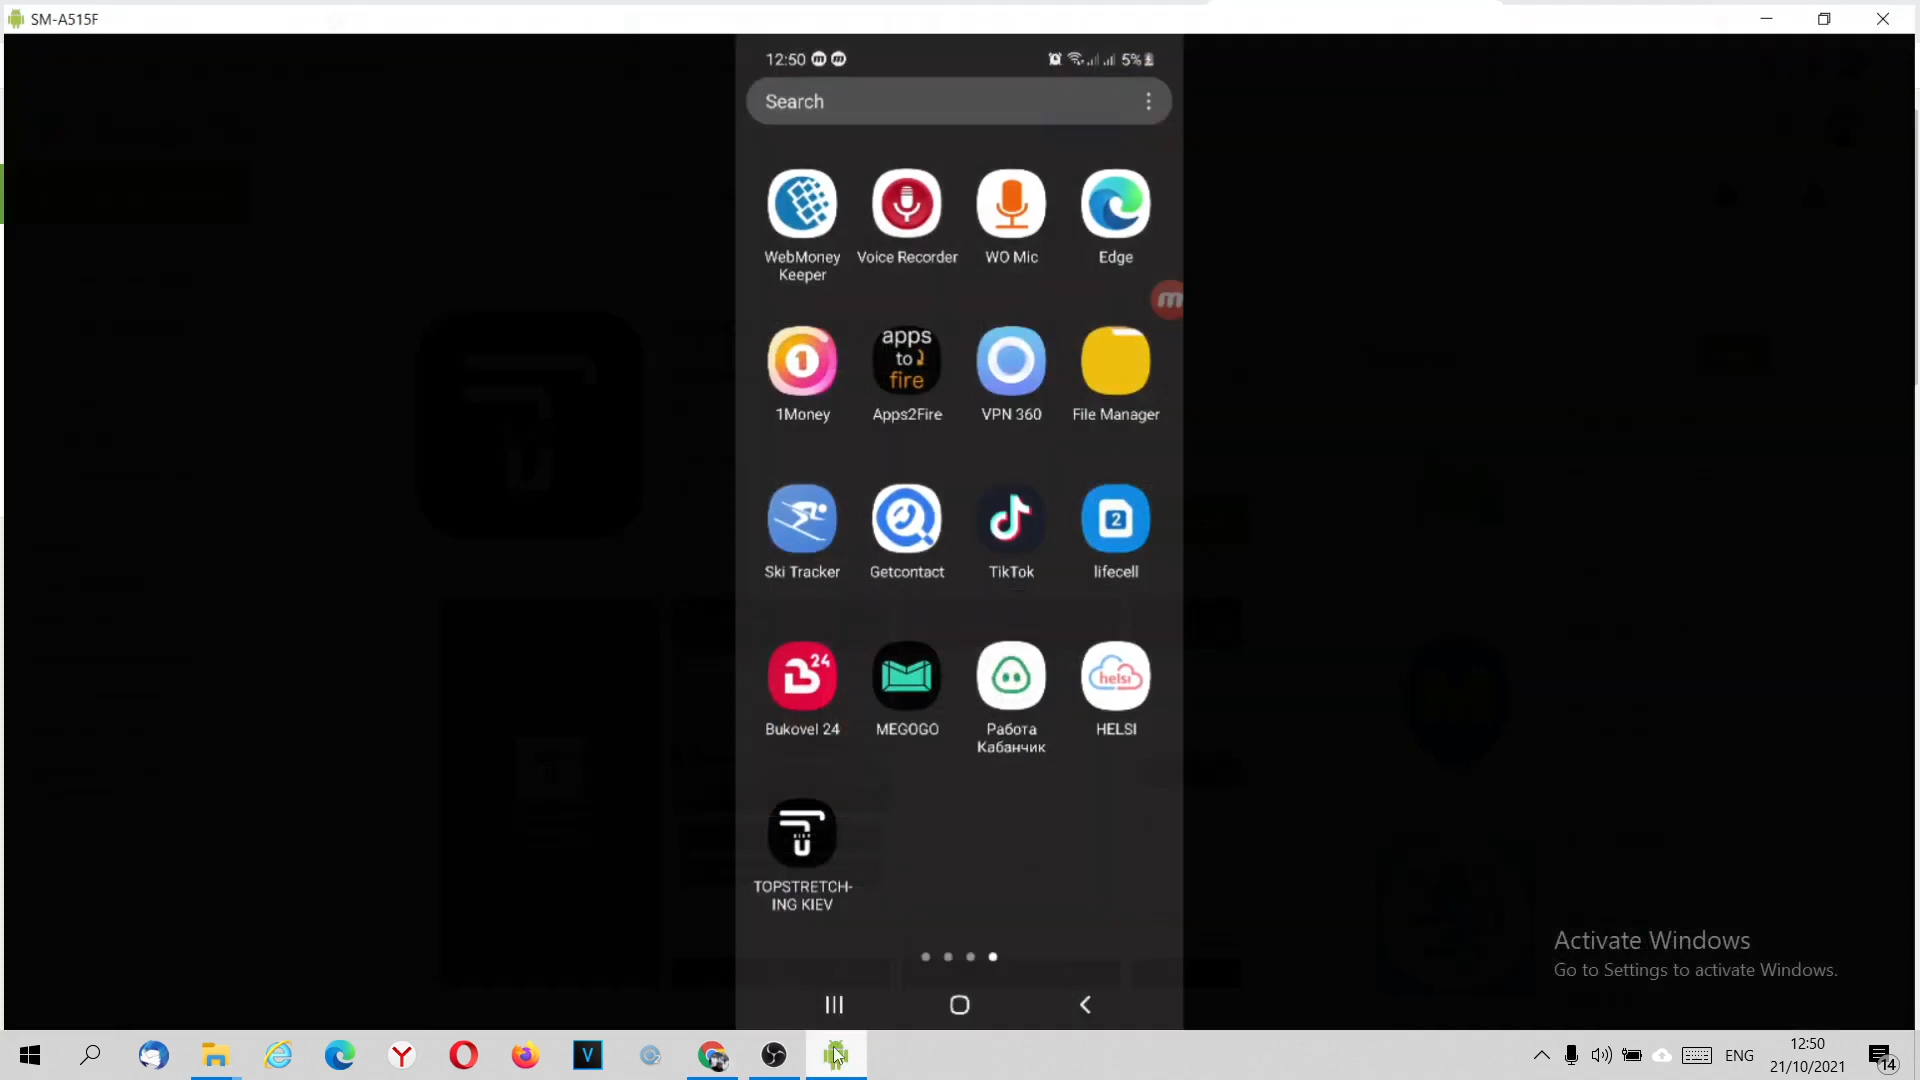 SM-A515F
12:50
5%
Search
WebMoney
Keeper
Voice Recorder
WO Mic
Edge
apps
to
fire
1
1Money
Apps2Fire
VPN 360
File Manager
2
Ski Tracker
Getcontact
TikTok
lifecell
24
helsi
Bukovel 24
MEGOGO
Работа
Кабанчик
HELSI
TOPSTRETCH-
ING KIEV
Activate Windows
Go to Settings to activate Windows.
ENG
12:50
21/10/2021
14